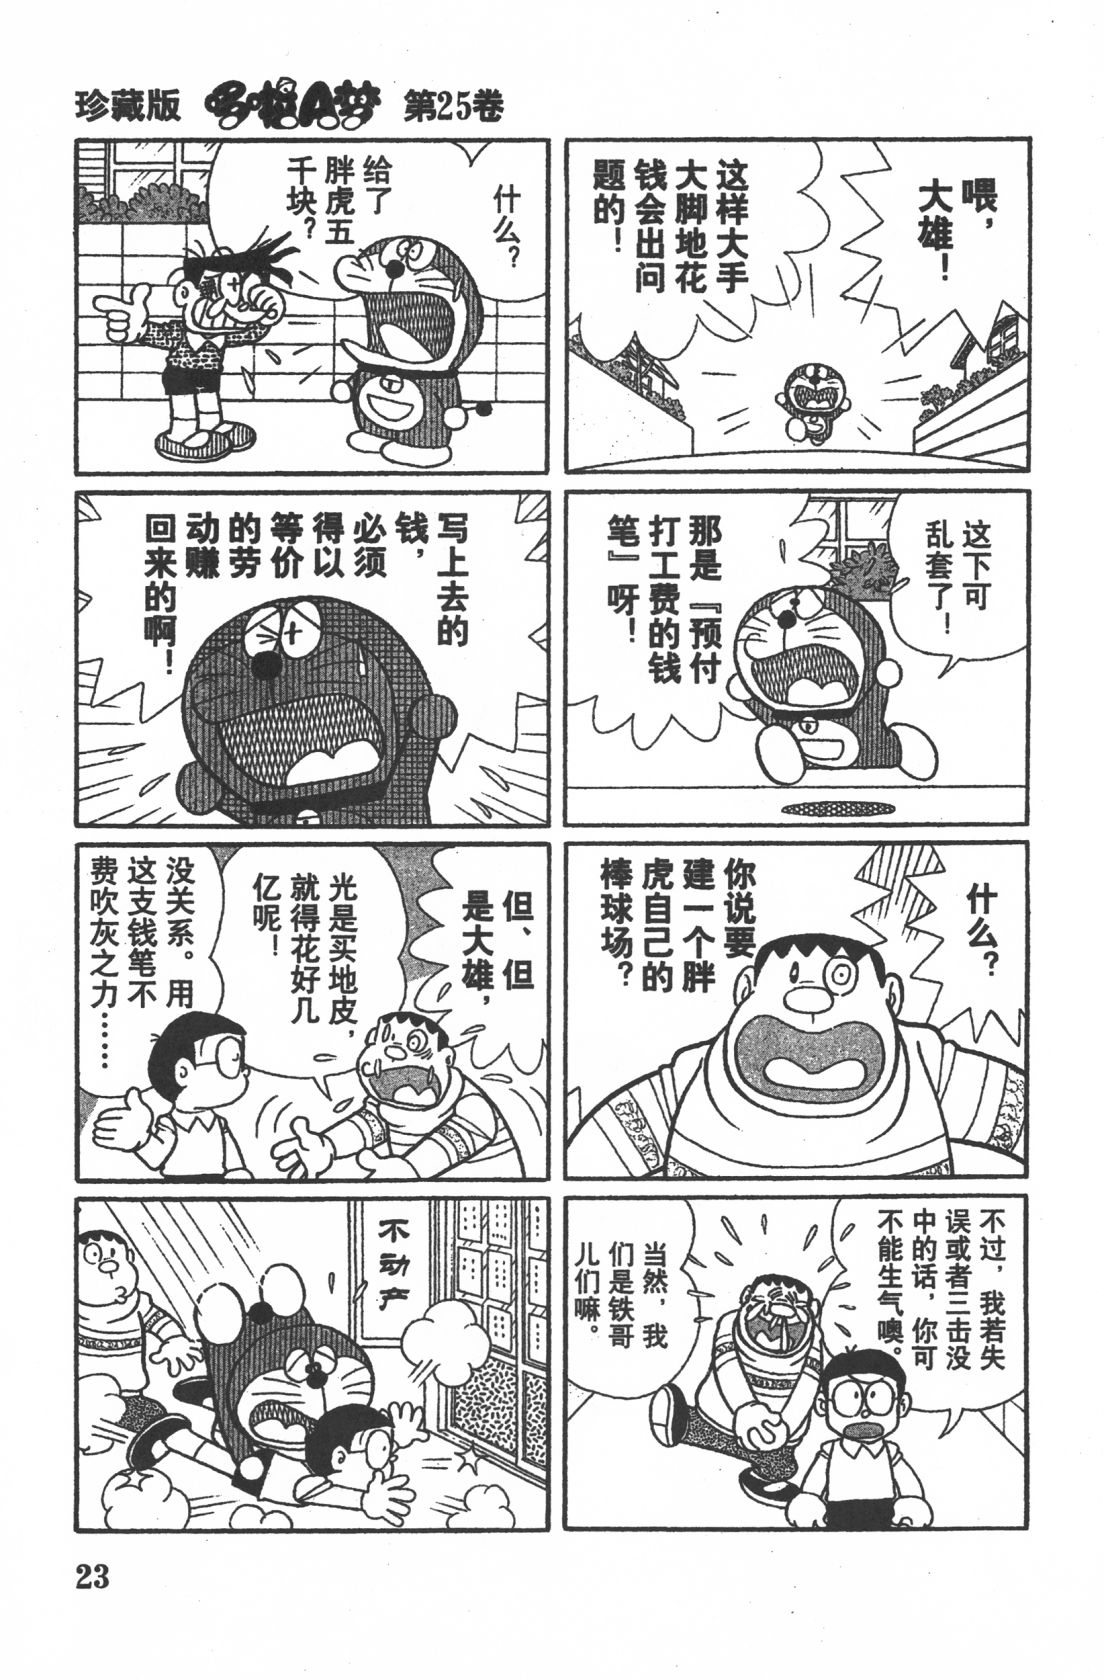 珍藏版 哆啦A梦 第25卷
喂，
大雄！
这样大手
大脚地花
钱会出问
题的！
什么？
给了
胖虎五
千块？
这下可
乱套了！
那是『预付
打工费的钱
笔』呀！
写上去的
钱，
必须
得以
等价
的劳
动赚
回来的啊！
什么？
你说要
建一个胖
虎自己的
棒球场？
但、但
是大雄，
光是买地皮，
就得花好几
亿呢！
没关系。用
这支钱笔不
费吹灰之力……
不过，我若失
误或者三击没
中的话，你可
不能生气噢。
当然，我
们是铁哥
儿们嘛。
不动产
23